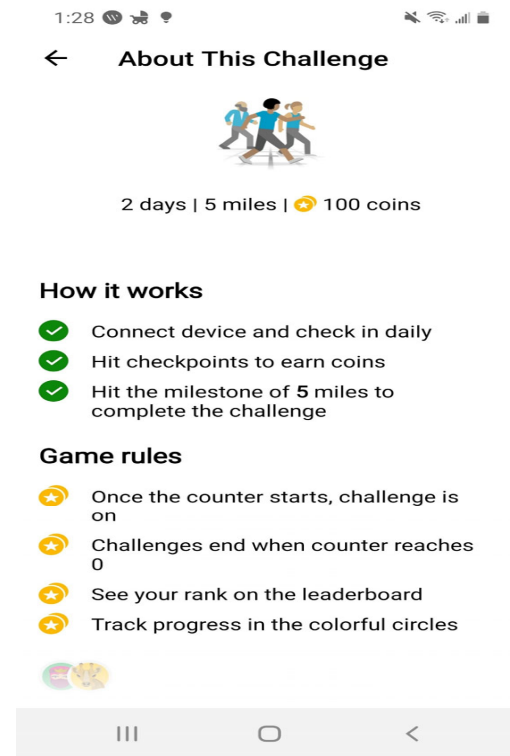 1:28
About This Challenge
2 days | 5 miles | 100 coins
How it works
Connect device and check in daily
Hit checkpoints to earn coins
Hit the milestone of 5 miles to
complete the challenge
Game rules
Once the counter starts, challenge is
on
Challenges end when counter reaches
0
See your rank on the leaderboard
Track progress in the colorful circles